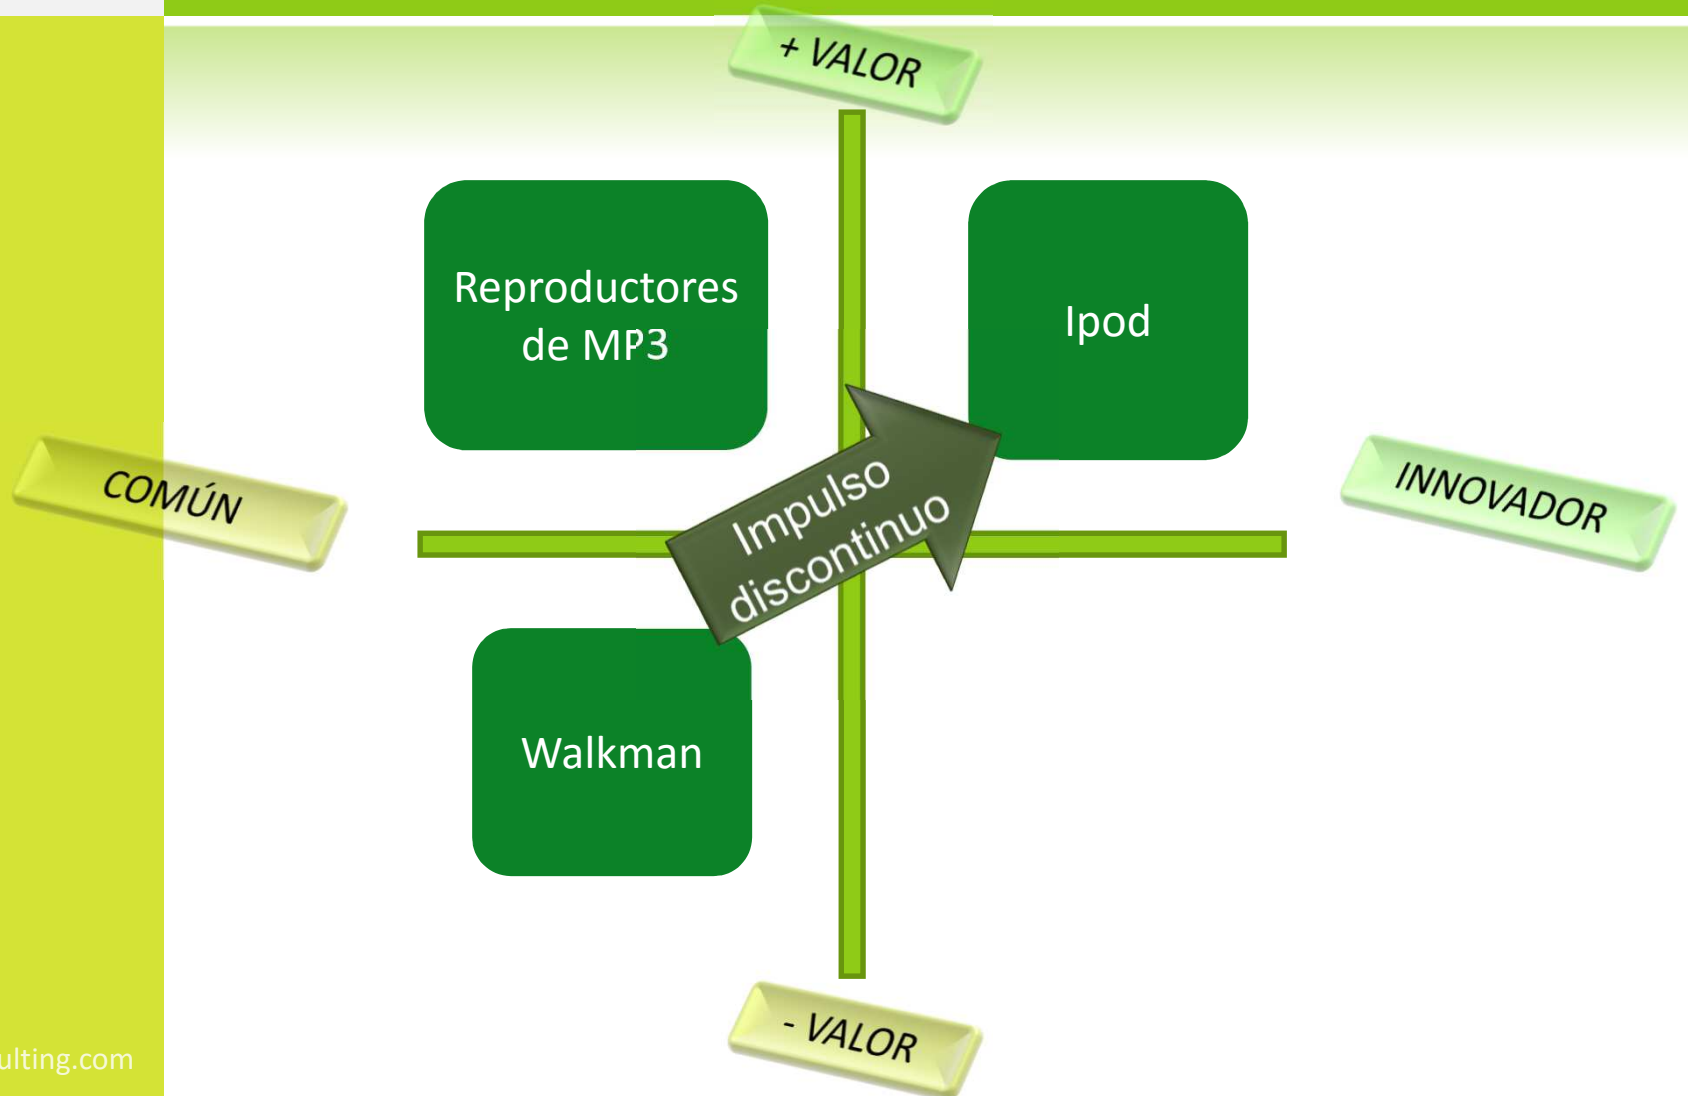 + VALOR
Reproductores
de MP3
Ipod
COMÚN
Impulso
discontinuo
INNOVADOR
Walkman
- VALOR
ulting.com